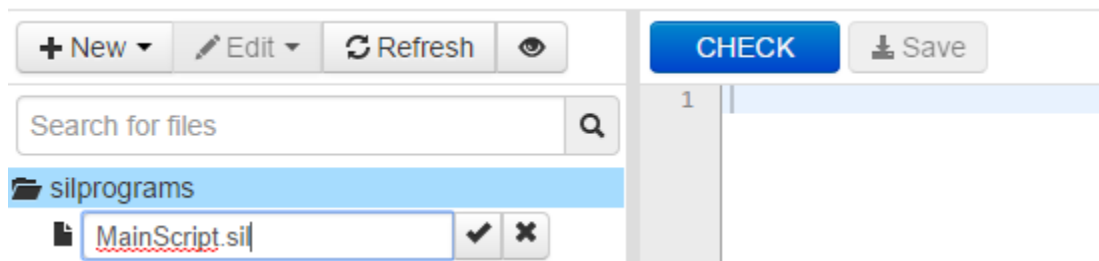 New Edit Refresh CHECK Save
Search for files 1
silprograms
MainScript.sil